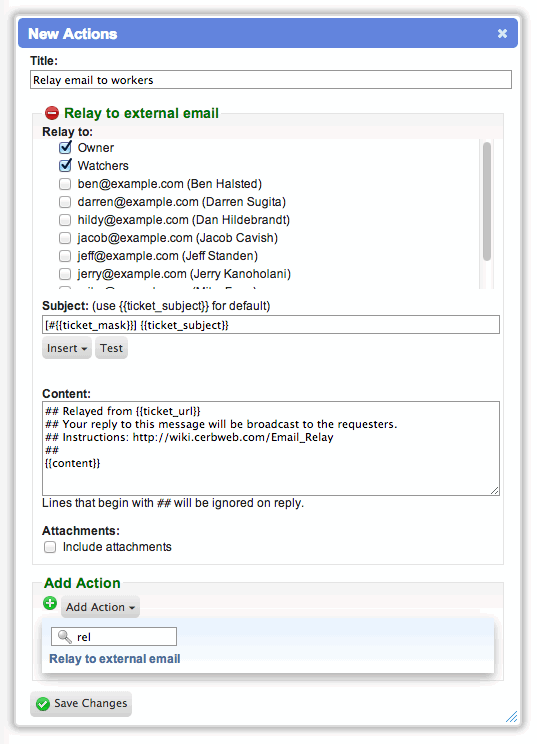 New Actions
Title:
Relay email to workers
Relay to external email
Relay to:
Owner
Watchers
ben@example.com (Ben Halsted)
darren@example.com (Darren Sugita)
hildy@example.com (Dan Hildebrandt)
jacob@example.com (Jacob Cavish)
jeff@example.com (Jeff Standen)
jerry@example.com (Jerry Kanoholani)
Subject: (use {{ticket_subject}} for default)
[#{{ticket_mask}}] {{ticket_subject}}
Insert Test
Content:
## Relayed from {{ticket_url}}
## Your reply to this message will be broadcast to the requesters.
## Instructions: http://wiki.cerbweb.com/Email_Relay
##
{{content}}
Lines that begin with ## will be ignored on reply.
Attachments:
Include attachments
Add Action
Add Action
rel
Relay to external email
Save Changes